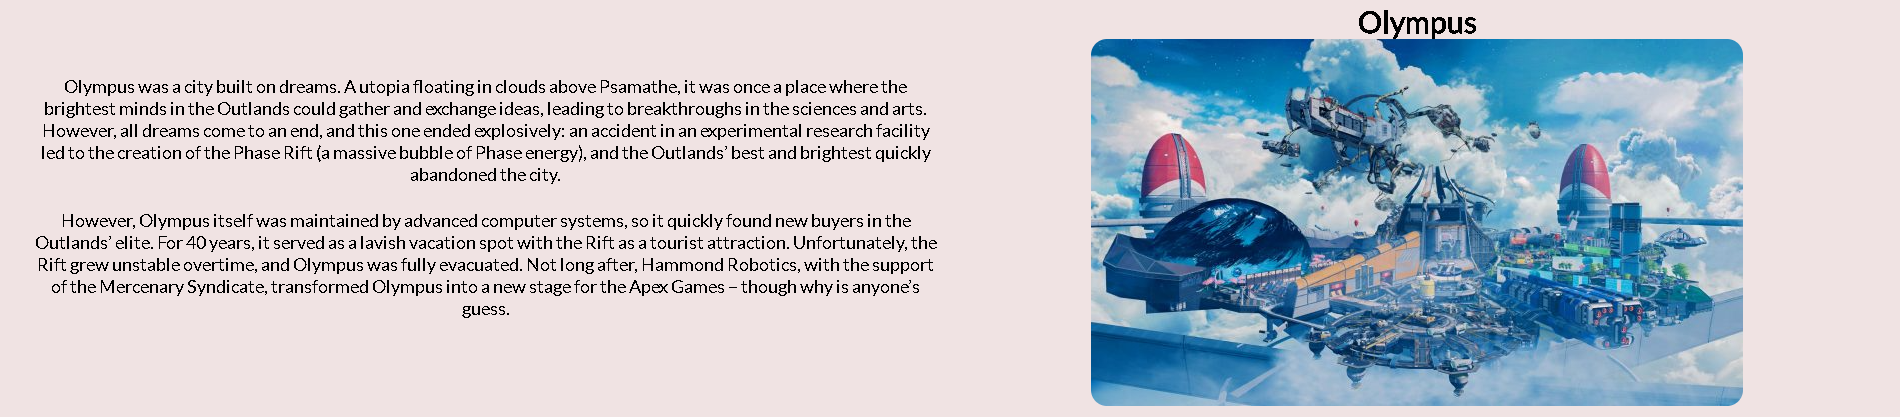 Olympus
Olympus was a city built on dreams. A utopia floating in clouds above Psamathe, it was once a place where the
brightest minds in the Outlands could gather and exchange ideas, leading to breakthroughs in the sciences and arts.
However, all dreams come to an end, and this one ended explosively: an accident in an experimental research facility
led to the creation of the Phase Rift (a massive bubble of Phase energy), and the Outlands’ best and brightest quickly
abandoned the city.
However, Olympus itself was maintained by advanced computer systems, so it quickly found new buyers in the
Outlands’ elite. For 40 years, it served as a lavish vacation spot with the Rift as a tourist attraction. Unfortunately, the
Rift grew unstable overtime, and Olympus was fully evacuated. Not long after, Hammond Robotics, with the support
of the Mercenary Syndicate, transformed Olympus into a new stage for the Apex Games – though why is anyone’s
guess.